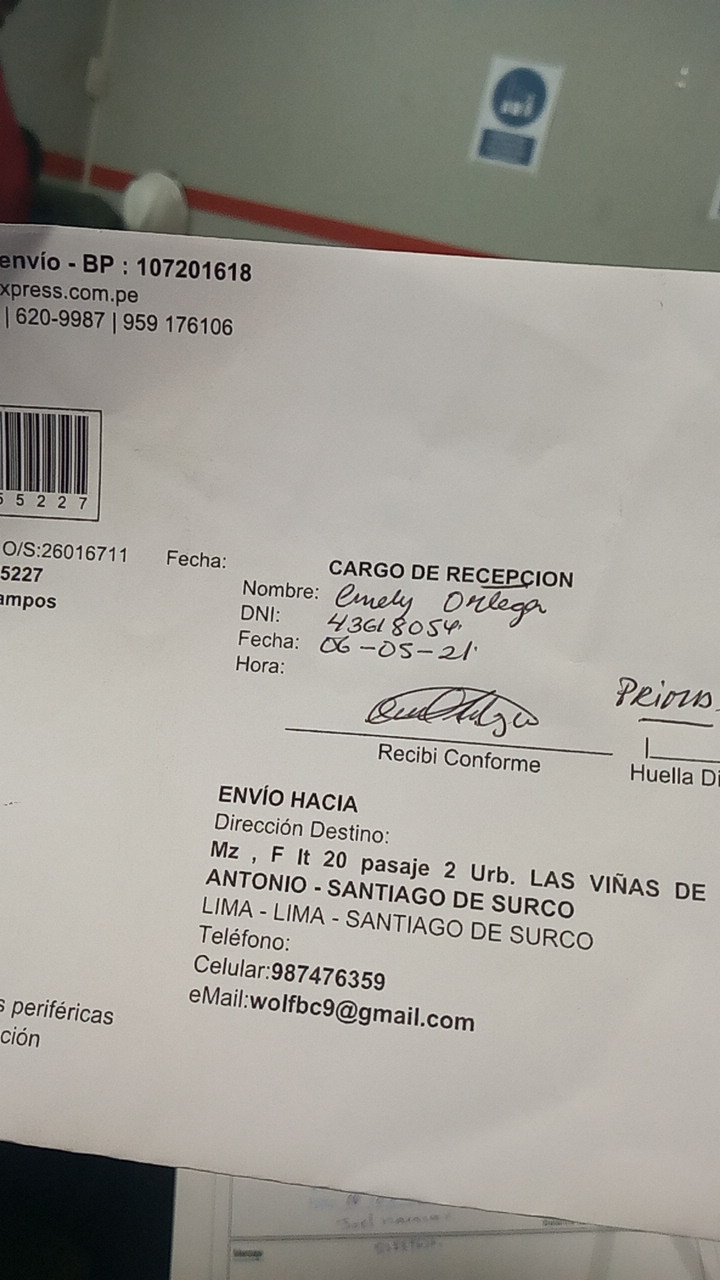 envío - BP : 107201618
xpress.com.pe
| 620-9987 | 959 176106
5 5 2 2 7
O/S:26016711 Fecha:
5227
ampos
CARGO DE RECEPCION
Nombre: Emely Ortega
DNI: 43618054
Fecha: 06-05-21
Hora:
Recibi Conforme
Huella Di
ENVÍO HACIA
Dirección Destino:
Mz , F lt 20 pasaje 2 Urb. LAS VIÑAS DE
ANTONIO - SANTIAGO DE SURCO
LIMA - LIMA - SANTIAGO DE SURCO
Teléfono:
Celular:987476359
eMail:wolfbc9@gmail.com
s periféricas
ción